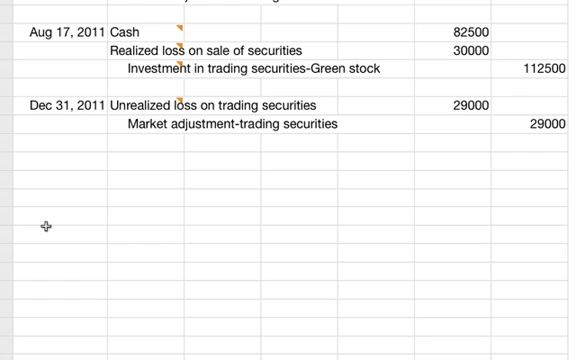 Aug 17, 2011 Cash 82500
Realized loss on sale of securities 30000
Investment in trading securities-Green stock 112500
Dec 31, 2011 Unrealized loss on trading securities 29000
Market adjustment-trading securities 29000